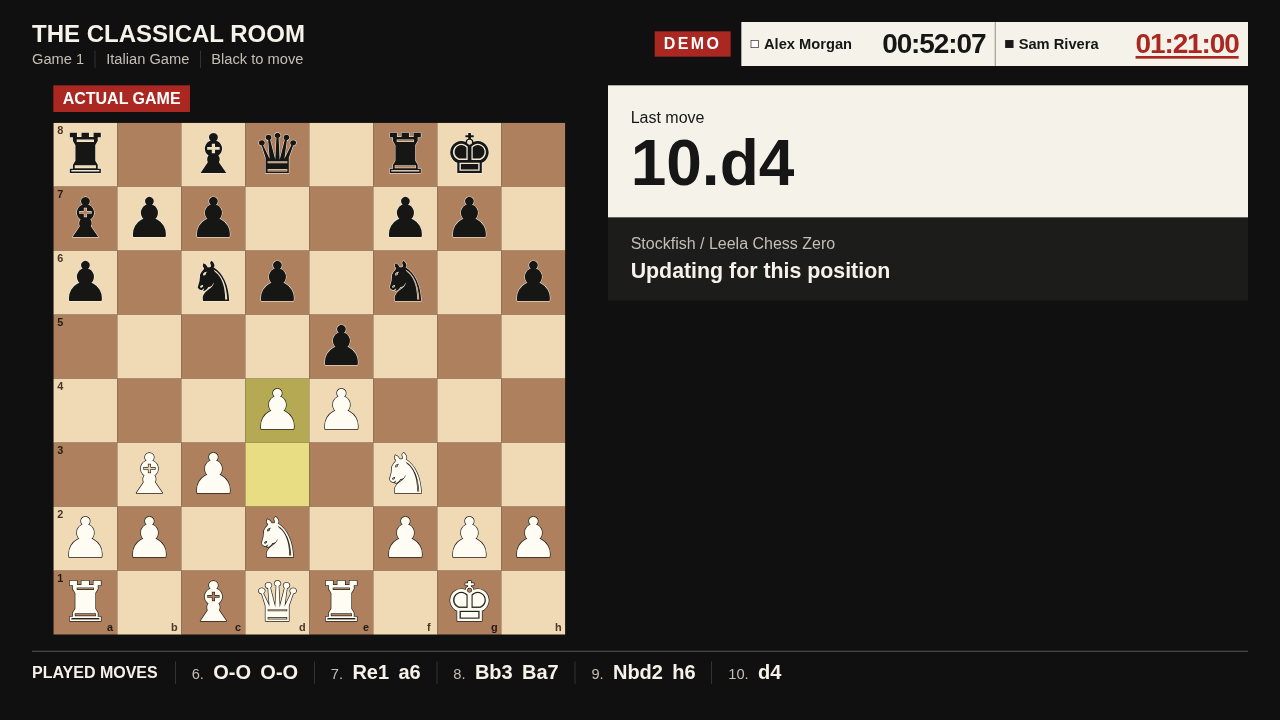 THE CLASSICAL ROOM
Game 1 Italian Game Black to move
DEMO
Alex Morgan 00:52:07
Sam Rivera 01:21:00
ACTUAL GAME
8
7
6
5
4
3
2
1
a b c d e f g h
Last move
10.d4
Stockfish / Leela Chess Zero
Updating for this position
PLAYED MOVES 6. O-O O-O 7. Re1 a6 8. Bb3 Ba7 9. Nbd2 h6 10. d4